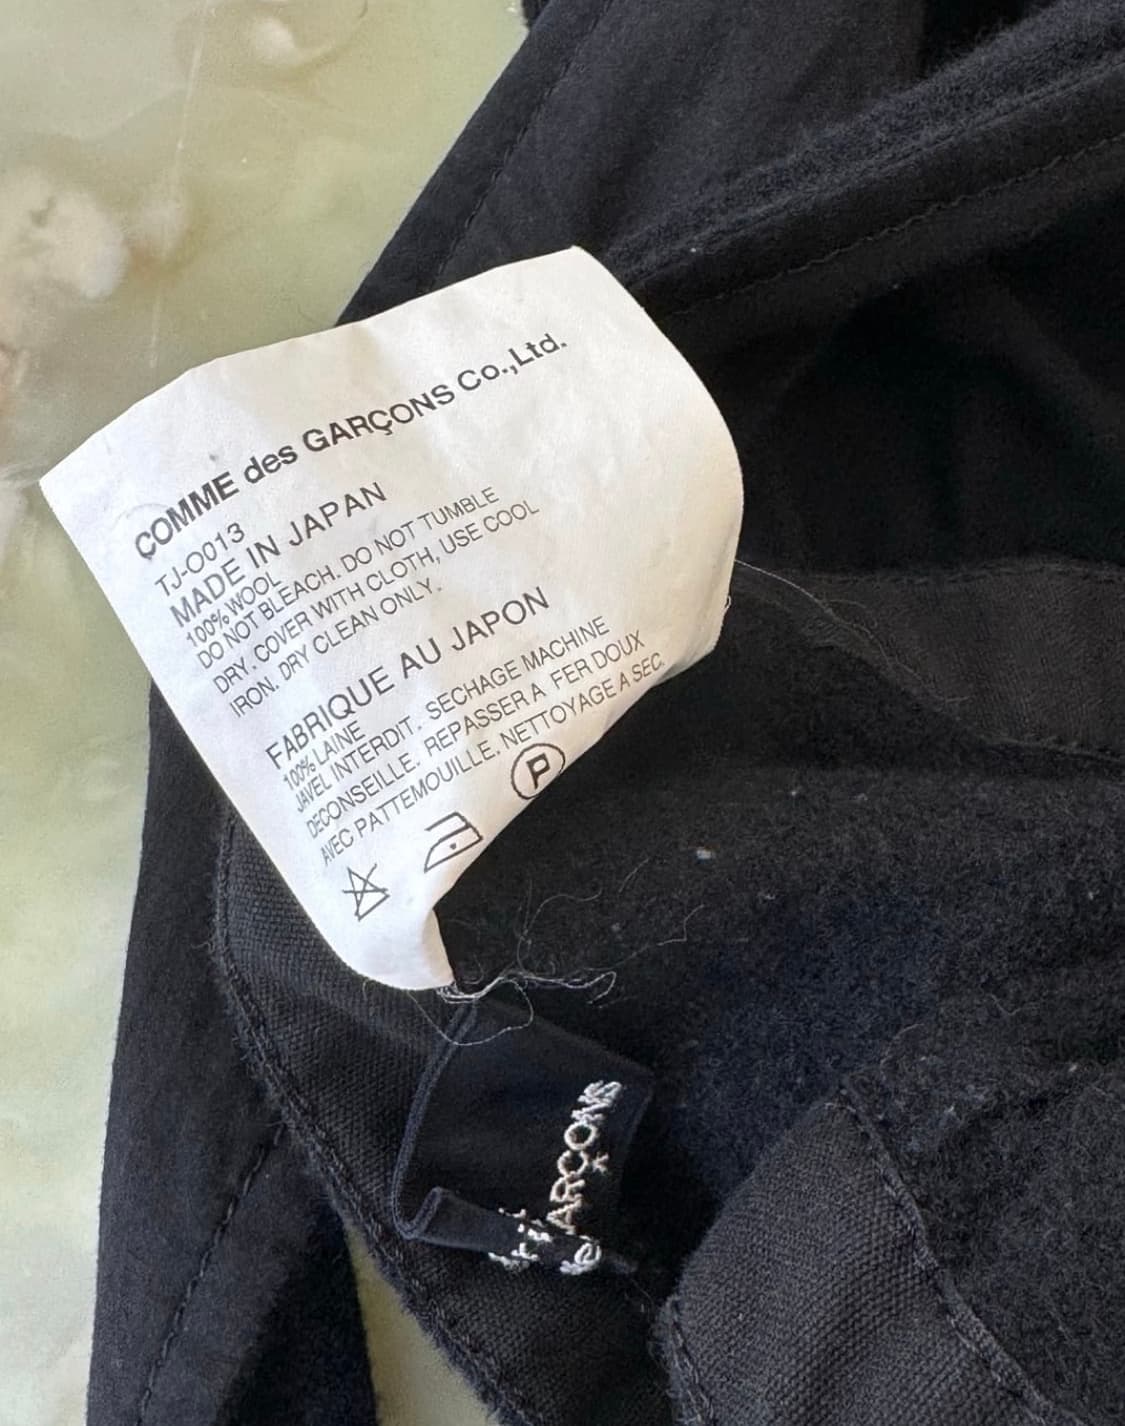 COMME des GARÇONS Co.,Ltd.
TJ-O013
MADE IN JAPAN
100% WOOL
DO NOT BLEACH. DO NOT TUMBLE
DRY. COVER WITH CLOTH, USE COOL
IRON. DRY CLEAN ONLY.
FABRIQUE AU JAPON
100% LAINE
JAVEL INTERDIT. SECHAGE MACHINE
DECONSEILLE. REPASSER A FER DOUX
AVEC PATTEMOUILLE. NETTOYAGE A SEC.
P
ARÇONS